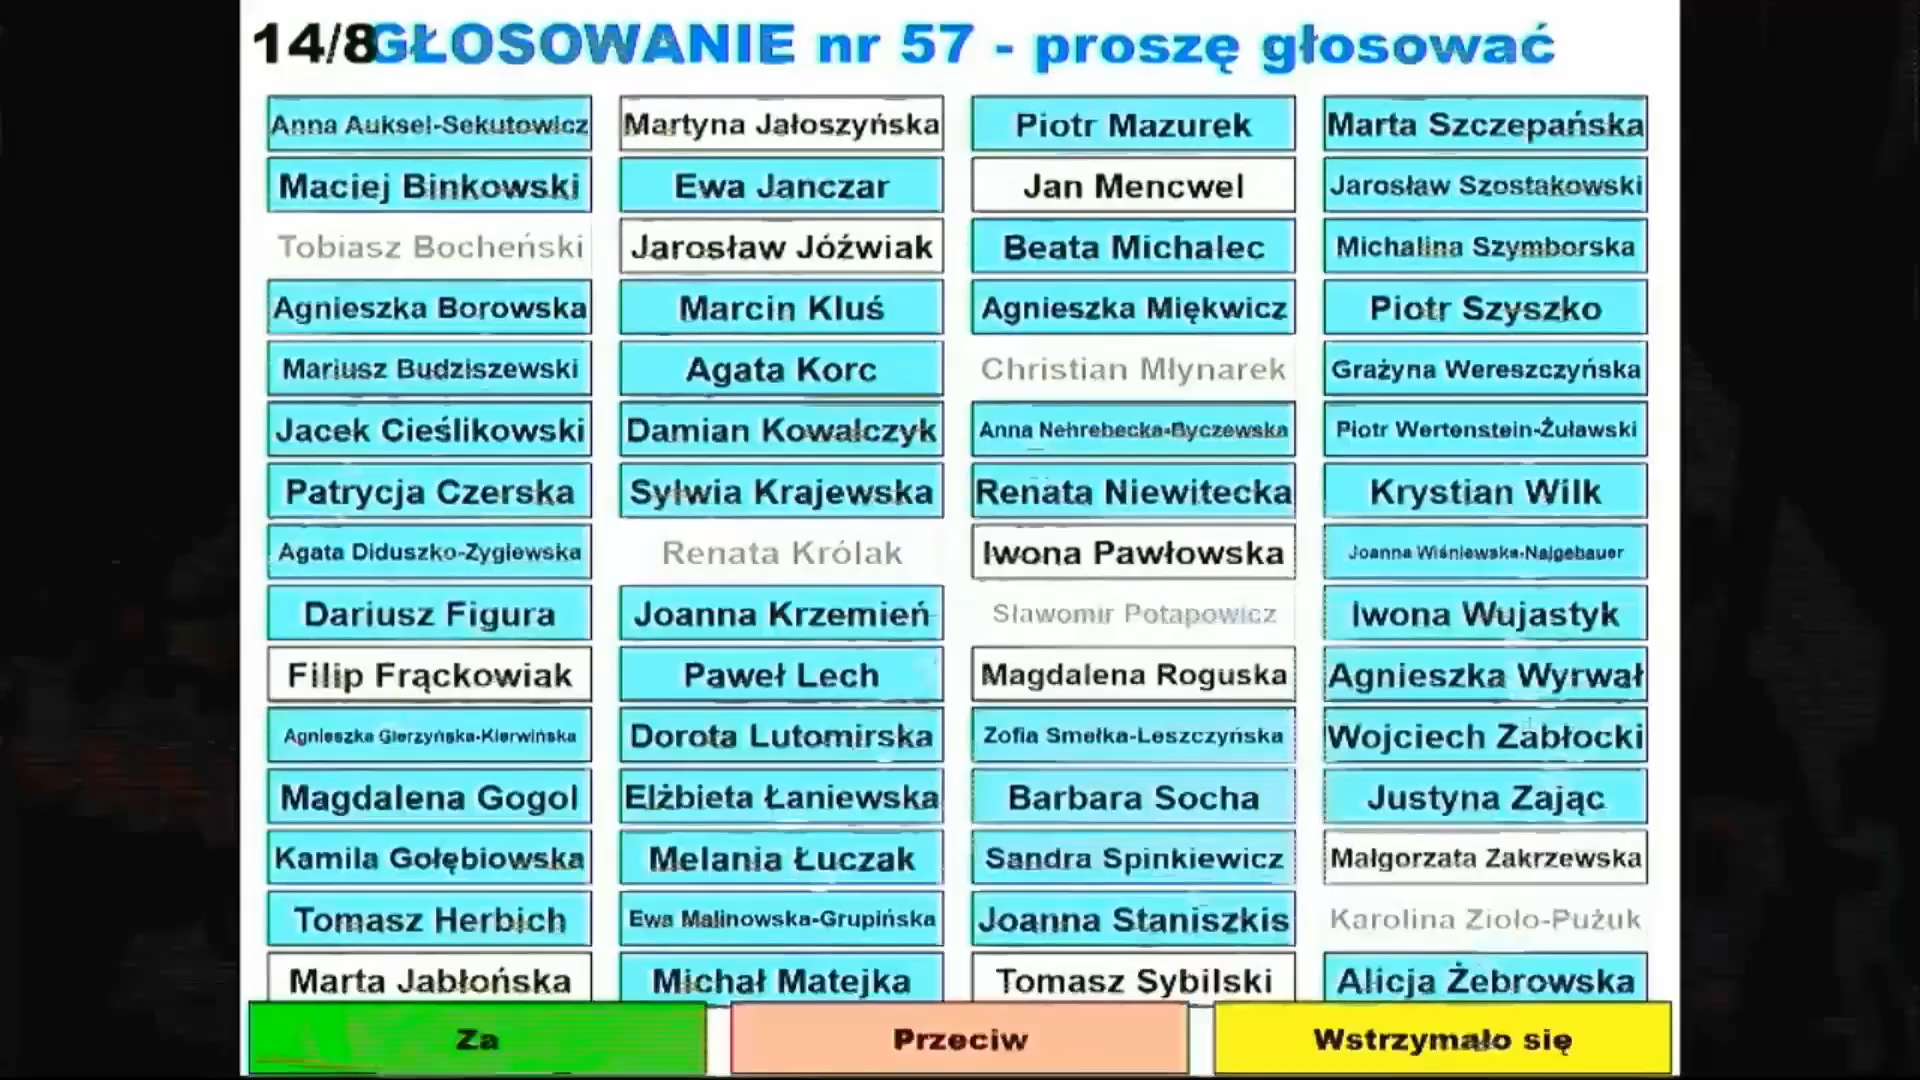 14/8 GŁOSOWANIE nr 57 - proszę głosować
Anna Auksel-Sekutowicz
Maciej Binkowski
Tobiasz Bocheński
Agnieszka Borowska
Mariusz Budziszewski
Jacek Cieślikowski
Patrycja Czerska
Agata Diduszko-Zyglewska
Dariusz Figura
Filip Frąckowiak
Agnieszka Gierzyńska-Kierwińska
Magdalena Gogol
Kamila Gołębiowska
Tomasz Herbich
Marta Jabłońska
Martyna Jałoszyńska
Ewa Janczar
Jarosław Jóźwiak
Marcin Kluś
Agata Korc
Damian Kowalczyk
Sylwia Krajewska
Renata Królak
Joanna Krzemień
Paweł Lech
Dorota Lutomirska
Elżbieta Łaniewska
Melania Łuczak
Ewa Malinowska-Grupińska
Michał Matejka
Piotr Mazurek
Jan Mencwel
Beata Michalec
Agnieszka Miękwicz
Christian Młynarek
Anna Nehrebecka-Byczewska
Renata Niewitecka
Iwona Pawłowska
Sławomir Potapowicz
Magdalena Roguska
Zofia Smełka-Leszczyńska
Barbara Socha
Sandra Spinkiewicz
Joanna Staniszkis
Tomasz Sybilski
Marta Szczepańska
Jarosław Szostakowski
Michalina Szymborska
Piotr Szyszko
Grażyna Wereszczyńska
Piotr Wertenstein-Żuławski
Krystian Wilk
Joanna Wiśniewska-Najgebauer
Iwona Wujastyk
Agnieszka Wyrwał
Wojciech Zabłocki
Justyna Zając
Małgorzata Zakrzewska
Karolina Zioło-Pużuk
Alicja Żebrowska
Za
Przeciw
Wstrzymało się